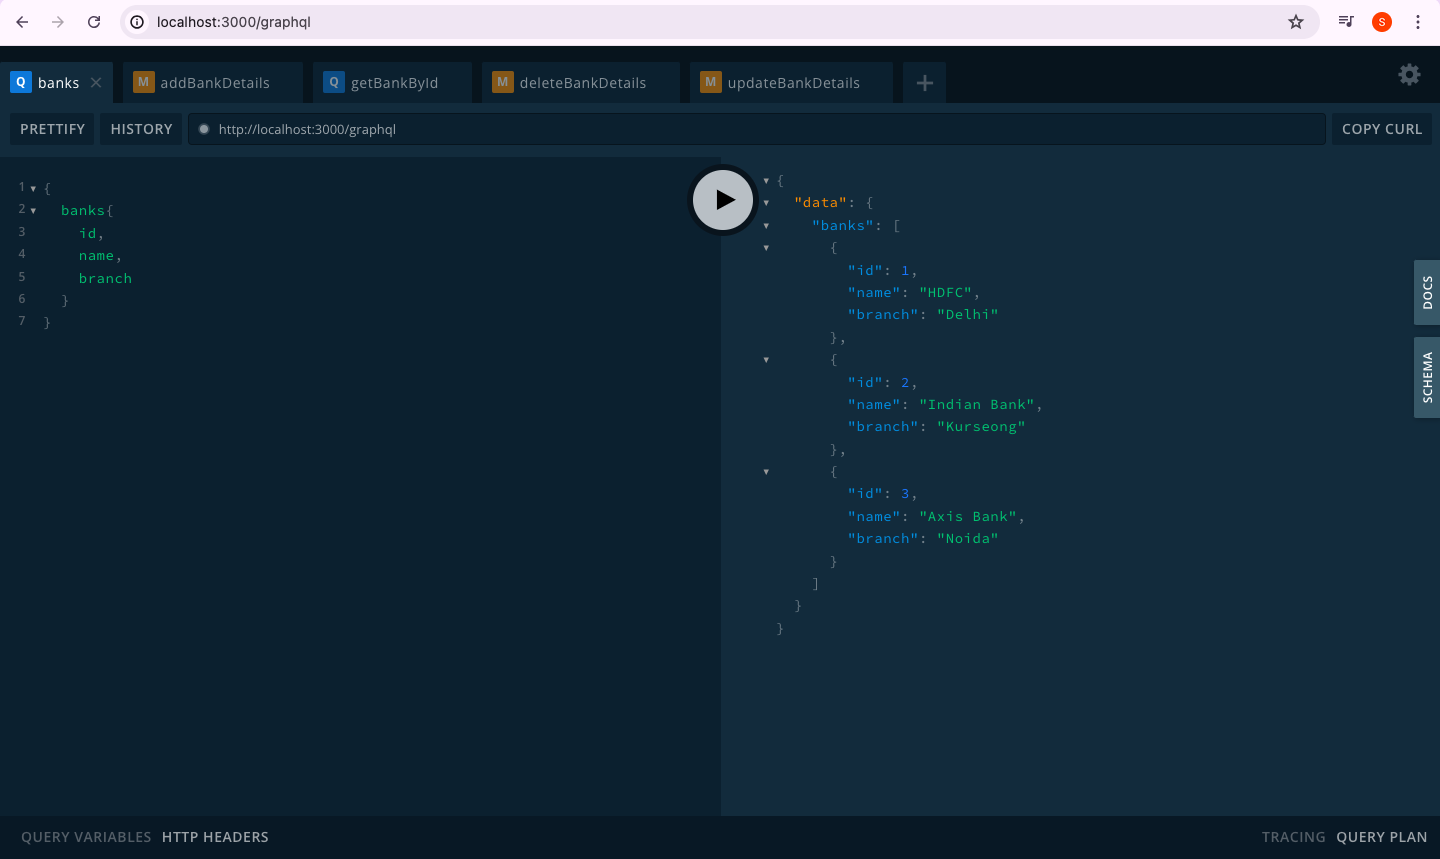 localhost:3000/graphql
S
Q banks M addBankDetails Q getBankById M deleteBankDetails M updateBankDetails
PRETTIFY HISTORY http://localhost:3000/graphql COPY CURL
1 {
2 banks{
3 id,
4 name,
5 branch
6 }
7 }
{
"data": {
"banks": [
{
"id": 1,
"name": "HDFC",
"branch": "Delhi"
},
{
"id": 2,
"name": "Indian Bank",
"branch": "Kurseong"
},
{
"id": 3,
"name": "Axis Bank",
"branch": "Noida"
}
]
}
}
DOCS
SCHEMA
QUERY VARIABLES HTTP HEADERS TRACING QUERY PLAN